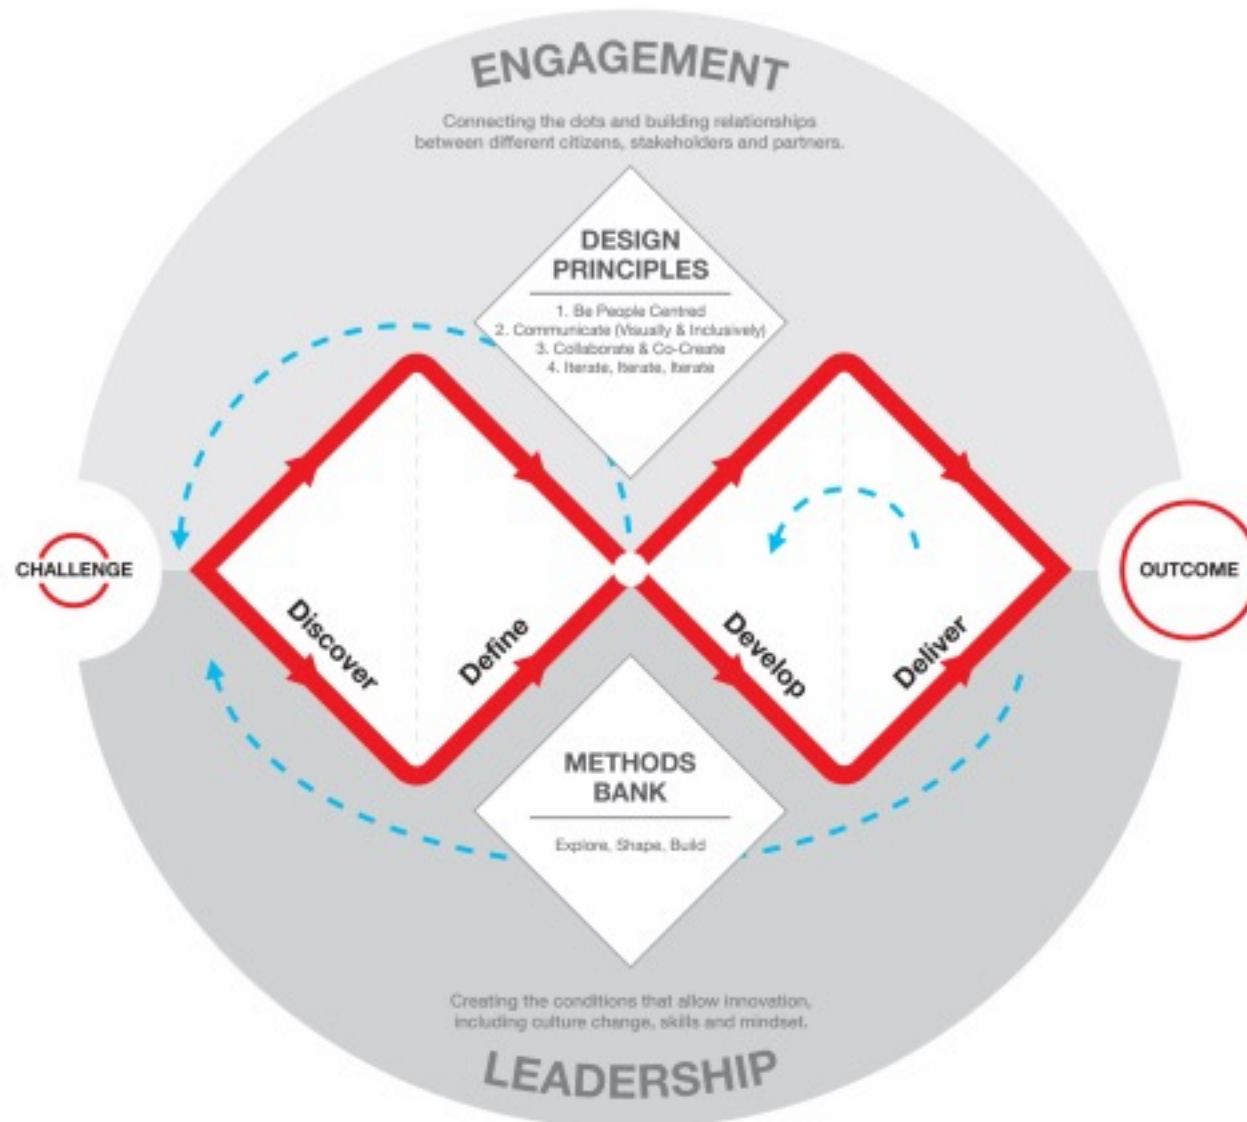 ENGAGEMENT
Connecting the dots and building relationships
between different citizens, stakeholders and partners.
DESIGN
PRINCIPLES
1. Be People Centred
2. Communicate (Visually & Inclusively)
3. Collaborate & Co-Create
4. Iterate, Iterate, Iterate
CHALLENGE
OUTCOME
Discover
Define
Develop
Deliver
METHODS
BANK
Explore, Shape, Build
Creating the conditions that allow innovation,
including culture change, skills and mindset.
LEADERSHIP